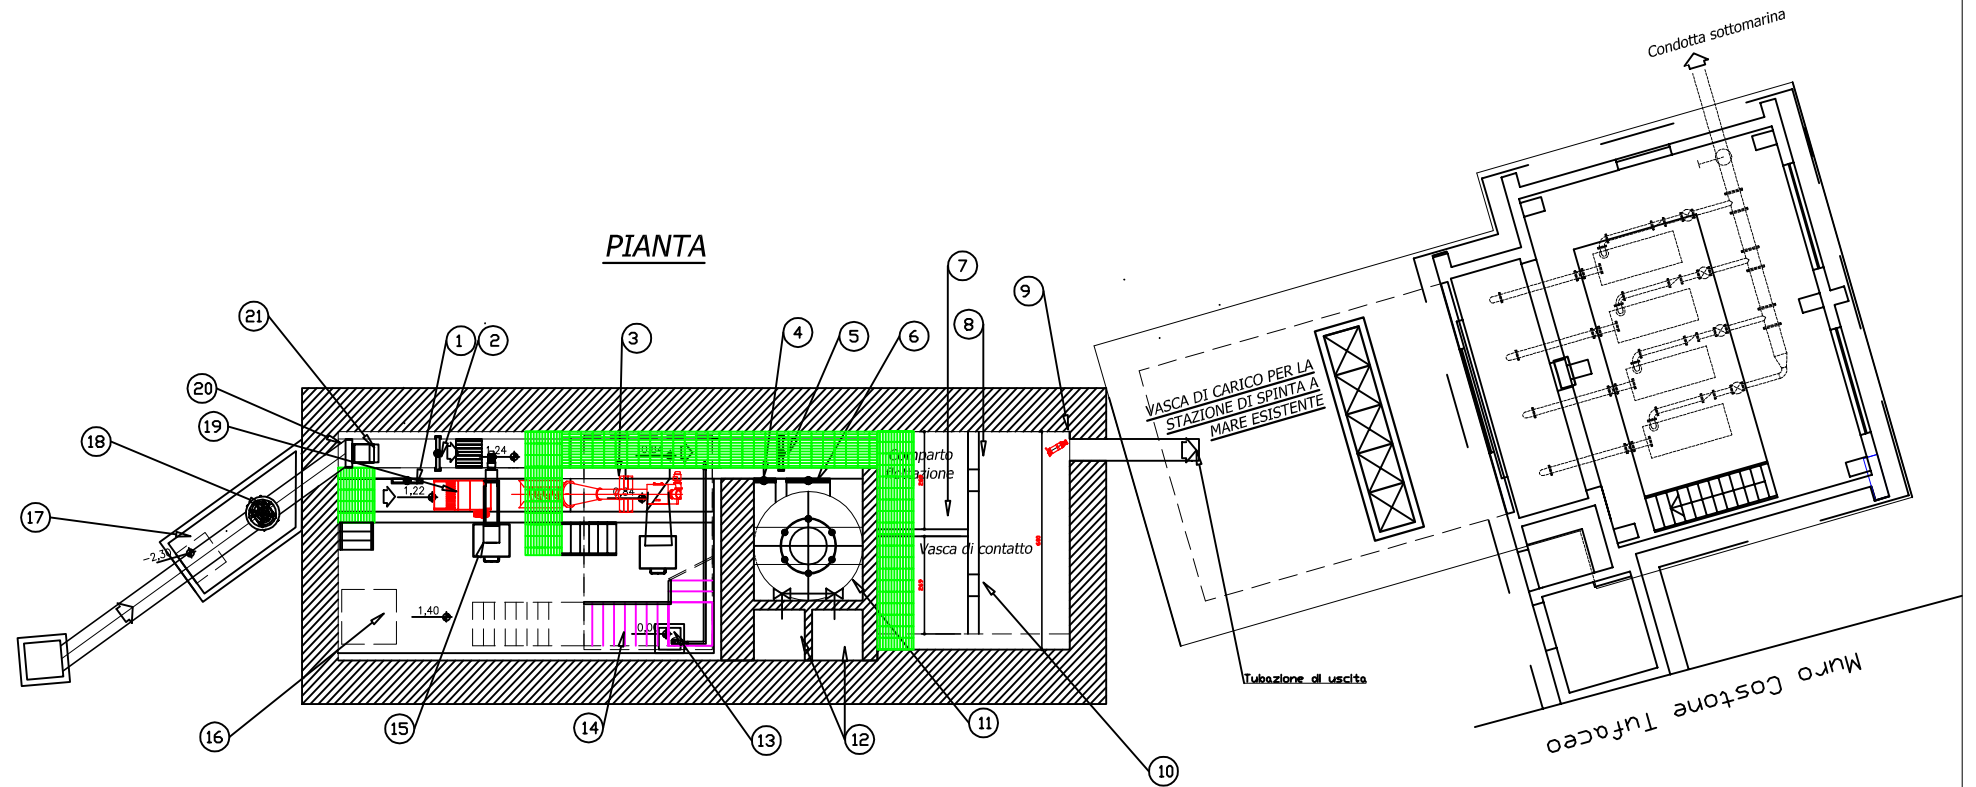 Condotta sottomarina
PIANTA
7
9
21
8
1
2
3
4
5
6
20
19
18
17
16
15
14
13
12
11
10
VASCA DI CARICO PER LA
STAZIONE DI SPINTA A
MARE ESISTENTE
1,24
1,22
0,84
-2,30
1,40
Comparto
Vasca di contatto
Tubazione di uscita
Muro Costone Tufaceo